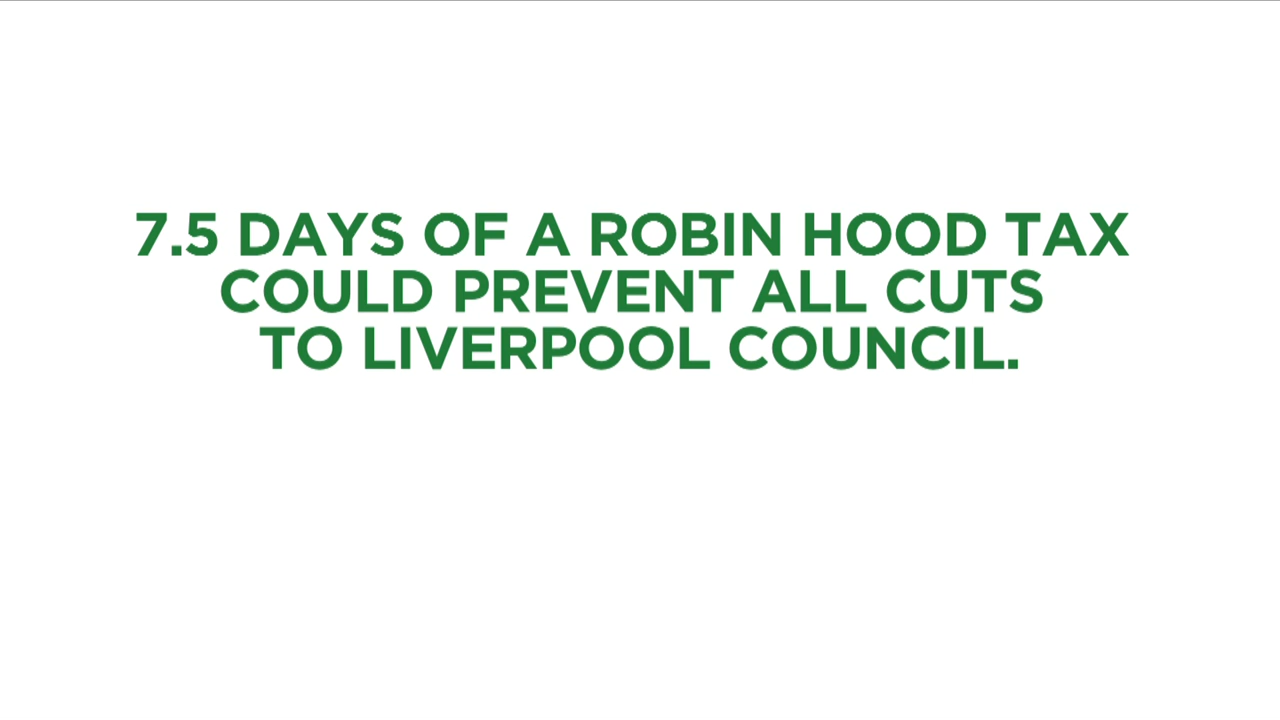 7.5 DAYS OF A ROBIN HOOD TAX
COULD PREVENT ALL CUTS
TO LIVERPOOL COUNCIL.